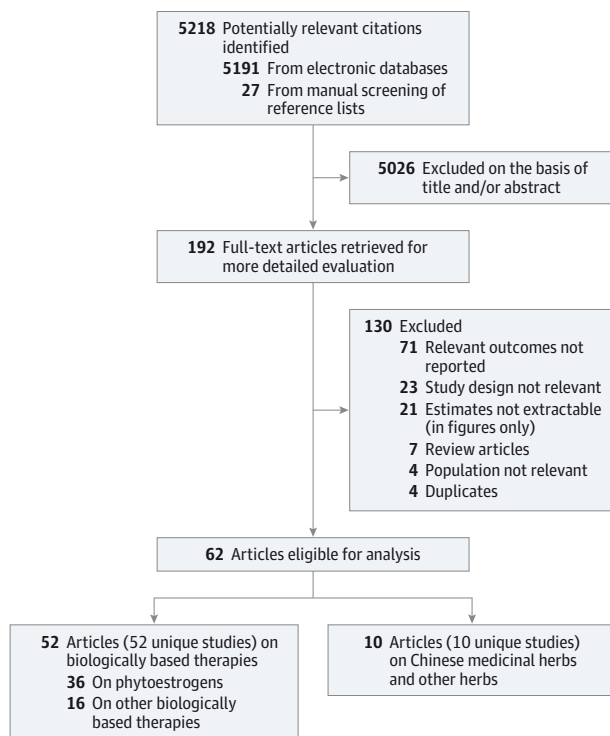 5218 Potentially relevant citations
identified
5191 From electronic databases
27 From manual screening of
reference lists
5026 Excluded on the basis of
title and/or abstract
192 Full-text articles retrieved for
more detailed evaluation
130 Excluded
71 Relevant outcomes not
reported
23 Study design not relevant
21 Estimates not extractable
(in figures only)
7 Review articles
4 Population not relevant
4 Duplicates
62 Articles eligible for analysis
52 Articles (52 unique studies) on
biologically based therapies
36 On phytoestrogens
16 On other biologically
based therapies
10 Articles (10 unique studies)
on Chinese medicinal herbs
and other herbs